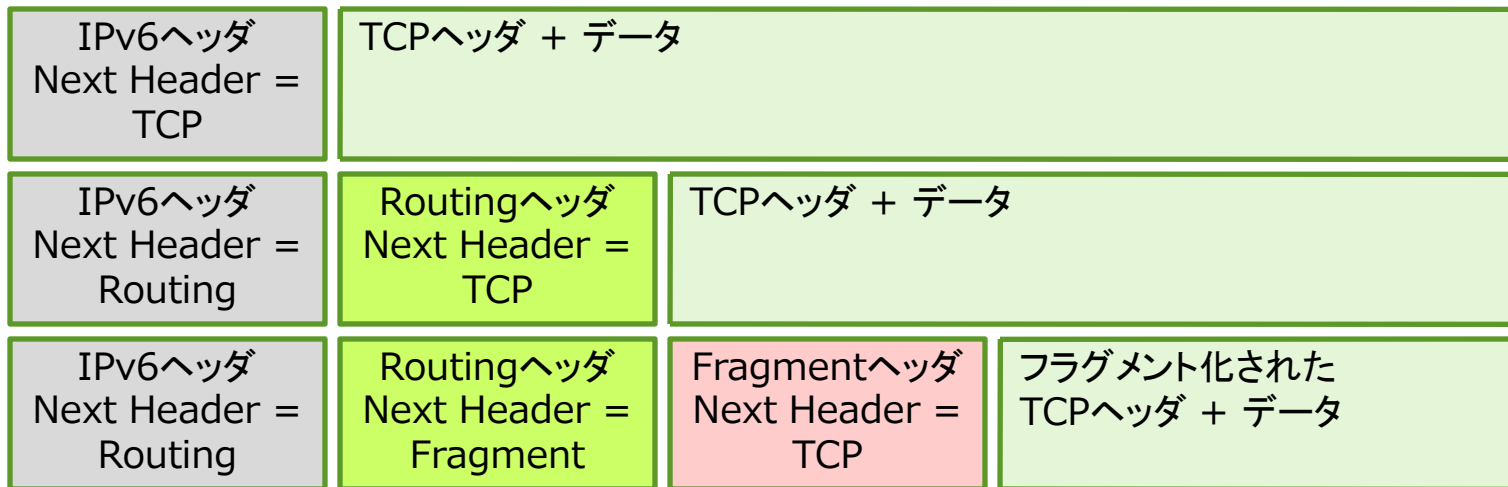 IPv6ヘッダ
Next Header =
TCP
TCPヘッダ + データ
IPv6ヘッダ
Next Header =
Routing
Routingヘッダ
Next Header =
TCP
TCPヘッダ + データ
IPv6ヘッダ
Next Header =
Routing
Routingヘッダ
Next Header =
Fragment
Fragmentヘッダ
Next Header =
TCP
フラグメント化された
TCPヘッダ + データ